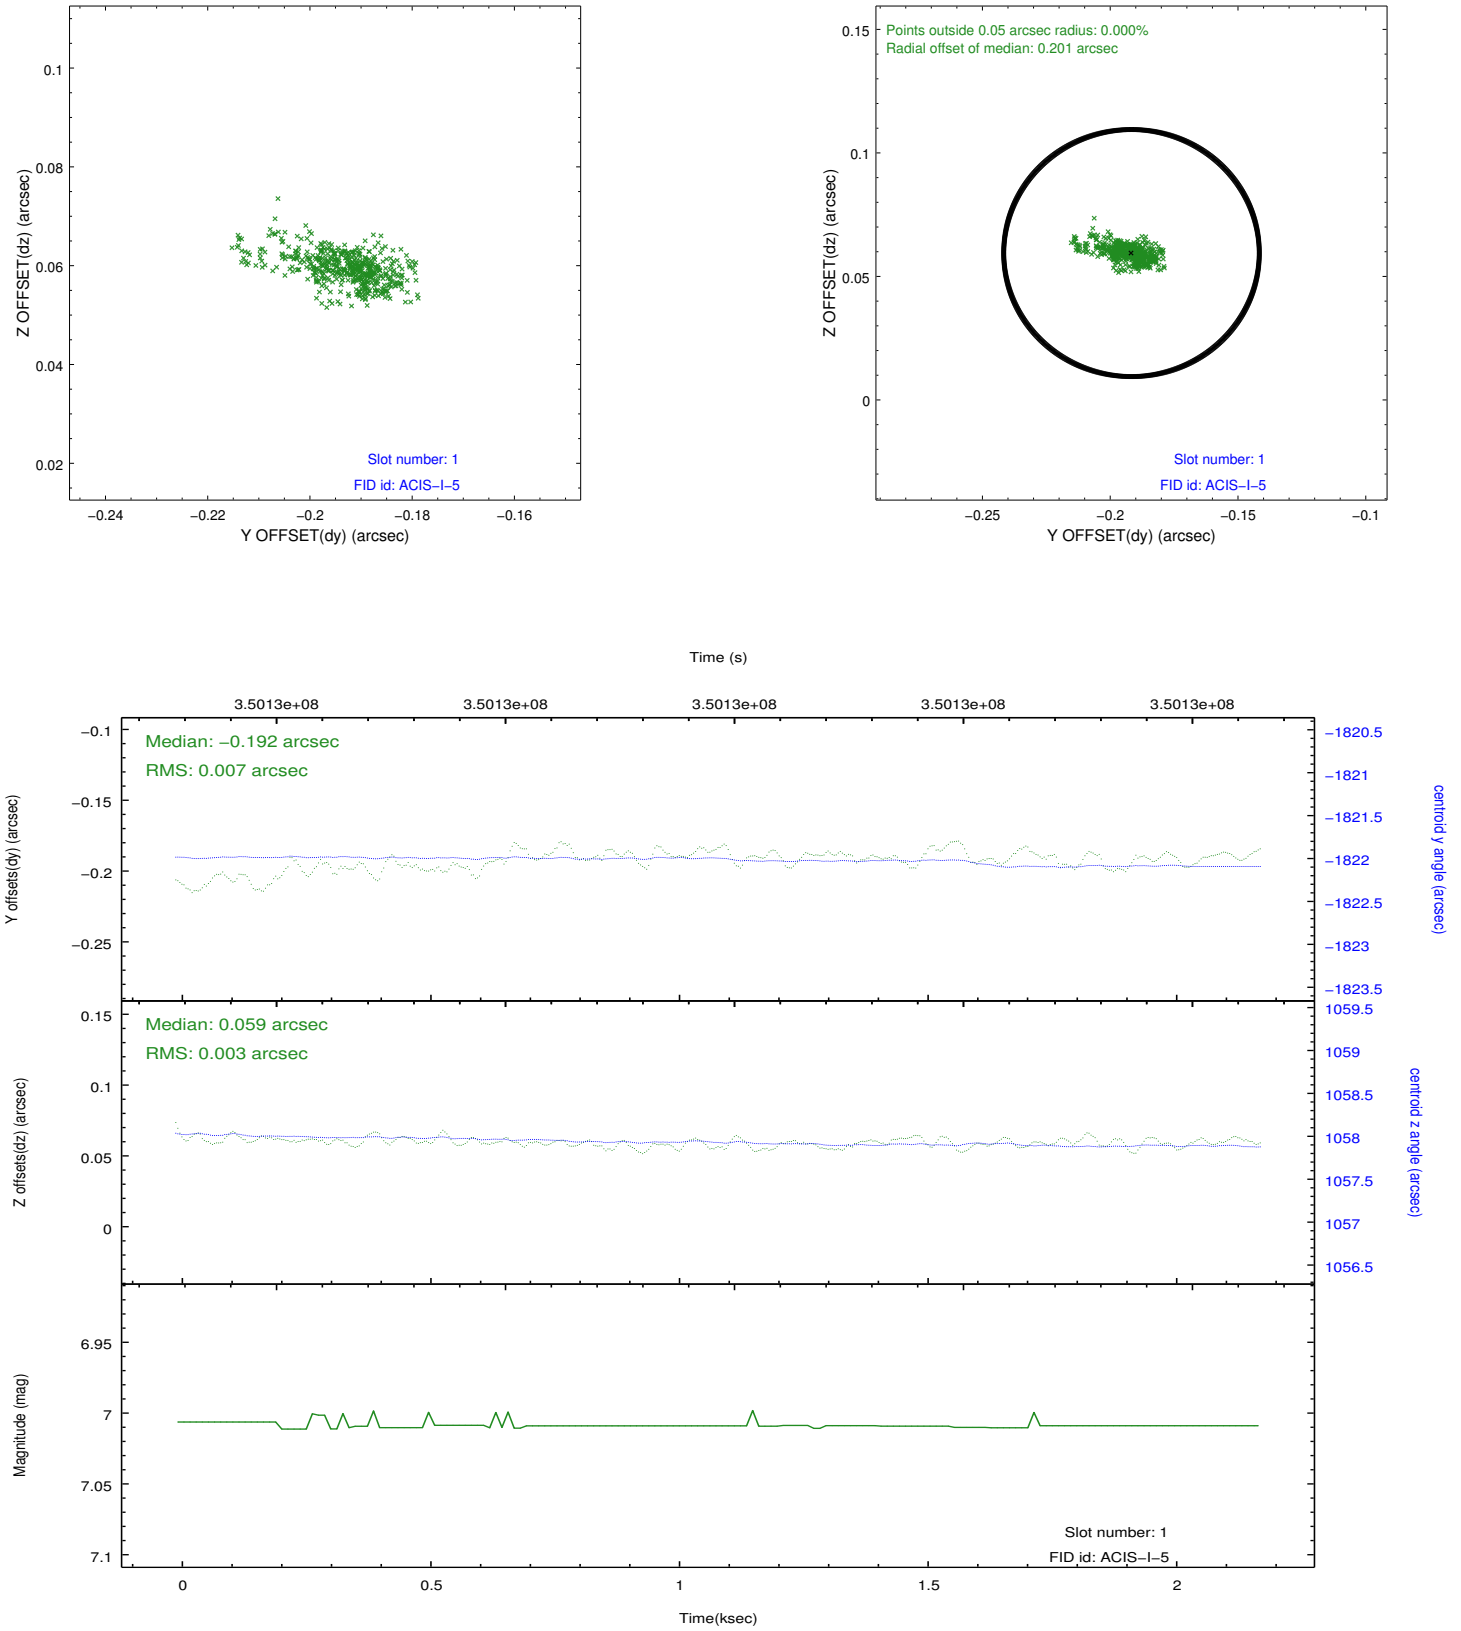 0.1
0.08
0.06
0.04
0.02
Z OFFSET(dz) (arcsec)
Slot number: 1
FID id: ACIS−I−5
−0.24 −0.22 −0.2 −0.18 −0.16
Y OFFSET(dy) (arcsec)
Points outside 0.05 arcsec radius: 0.000%
Radial offset of median: 0.201 arcsec
0.15
0.1
0.05
0
Z OFFSET(dz) (arcsec)
Slot number: 1
FID id: ACIS−I−5
−0.25 −0.2 −0.15 −0.1
Y OFFSET(dy) (arcsec)
Time (s)
3.5013e+08 3.5013e+08 3.5013e+08 3.5013e+08 3.5013e+08
Median: −0.192 arcsec
RMS: 0.007 arcsec
−0.1
−0.15
−0.2
−0.25
Y offsets(dy) (arcsec)
−1820.5
−1821
−1821.5
−1822
−1822.5
−1823
−1823.5
centroid y angle (arcsec)
Median: 0.059 arcsec
RMS: 0.003 arcsec
0.15
0.1
0.05
0
Z offsets(dz) (arcsec)
1059.5
1059
1058.5
1058
1057.5
1057
1056.5
centroid z angle (arcsec)
6.95
7
7.05
7.1
Magnitude (mag)
Slot number: 1
FID id: ACIS−I−5
0 0.5 1 1.5 2
Time(ksec)